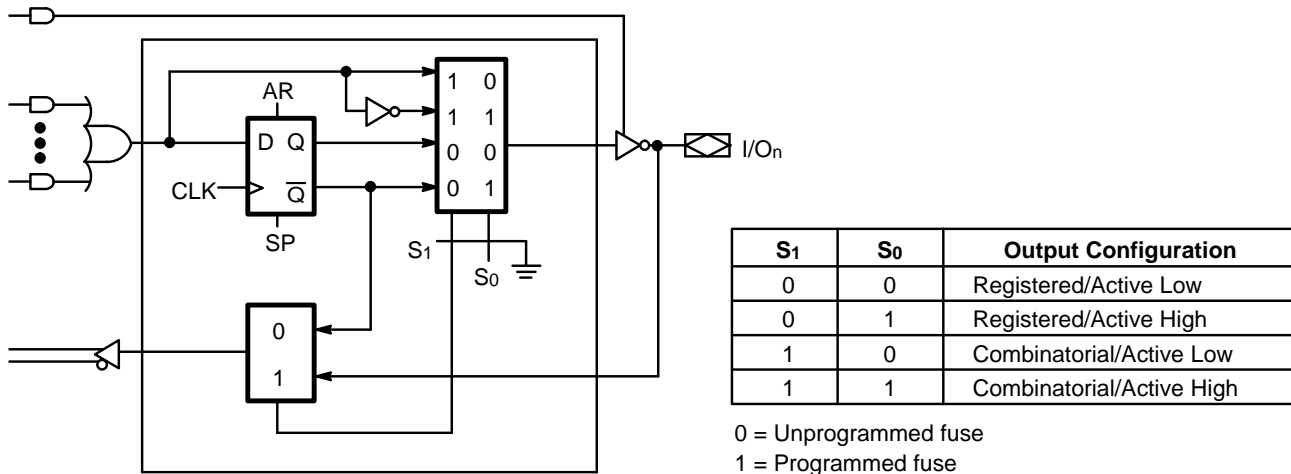 AR
D Q
CLK Q
SP
1 0
1 1
0 0
0 1
S1
S0
0
1
I/On
S1 S0 Output Configuration
0 0 Registered/Active Low
0 1 Registered/Active High
1 0 Combinatorial/Active Low
1 1 Combinatorial/Active High
0 = Unprogrammed fuse
1 = Programmed fuse